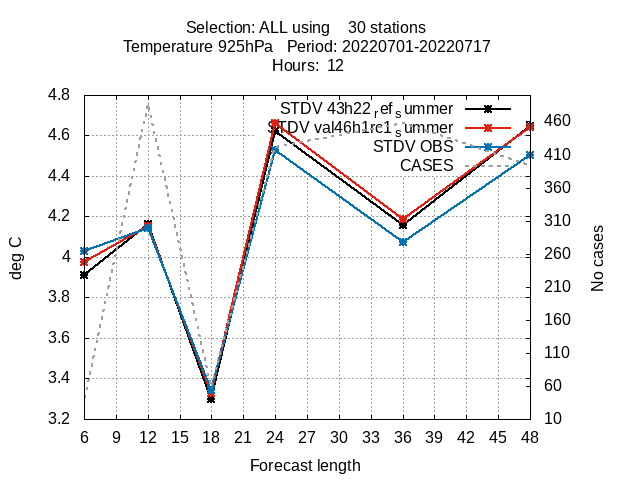 Selection: ALL using 30 stations
Temperature 925hPa Period: 20220701-20220717
Hours: 12
4.8
4.6
4.4
4.2
4
3.8
3.6
3.4
3.2
deg C
STDV 43h22refsummer
STDV val46h1rc1summer
STDV OBS
CASES
460
410
360
310
260
210
160
110
60
10
No cases
6 9 12 15 18 21 24 27 30 33 36 39 42 45 48
Forecast length